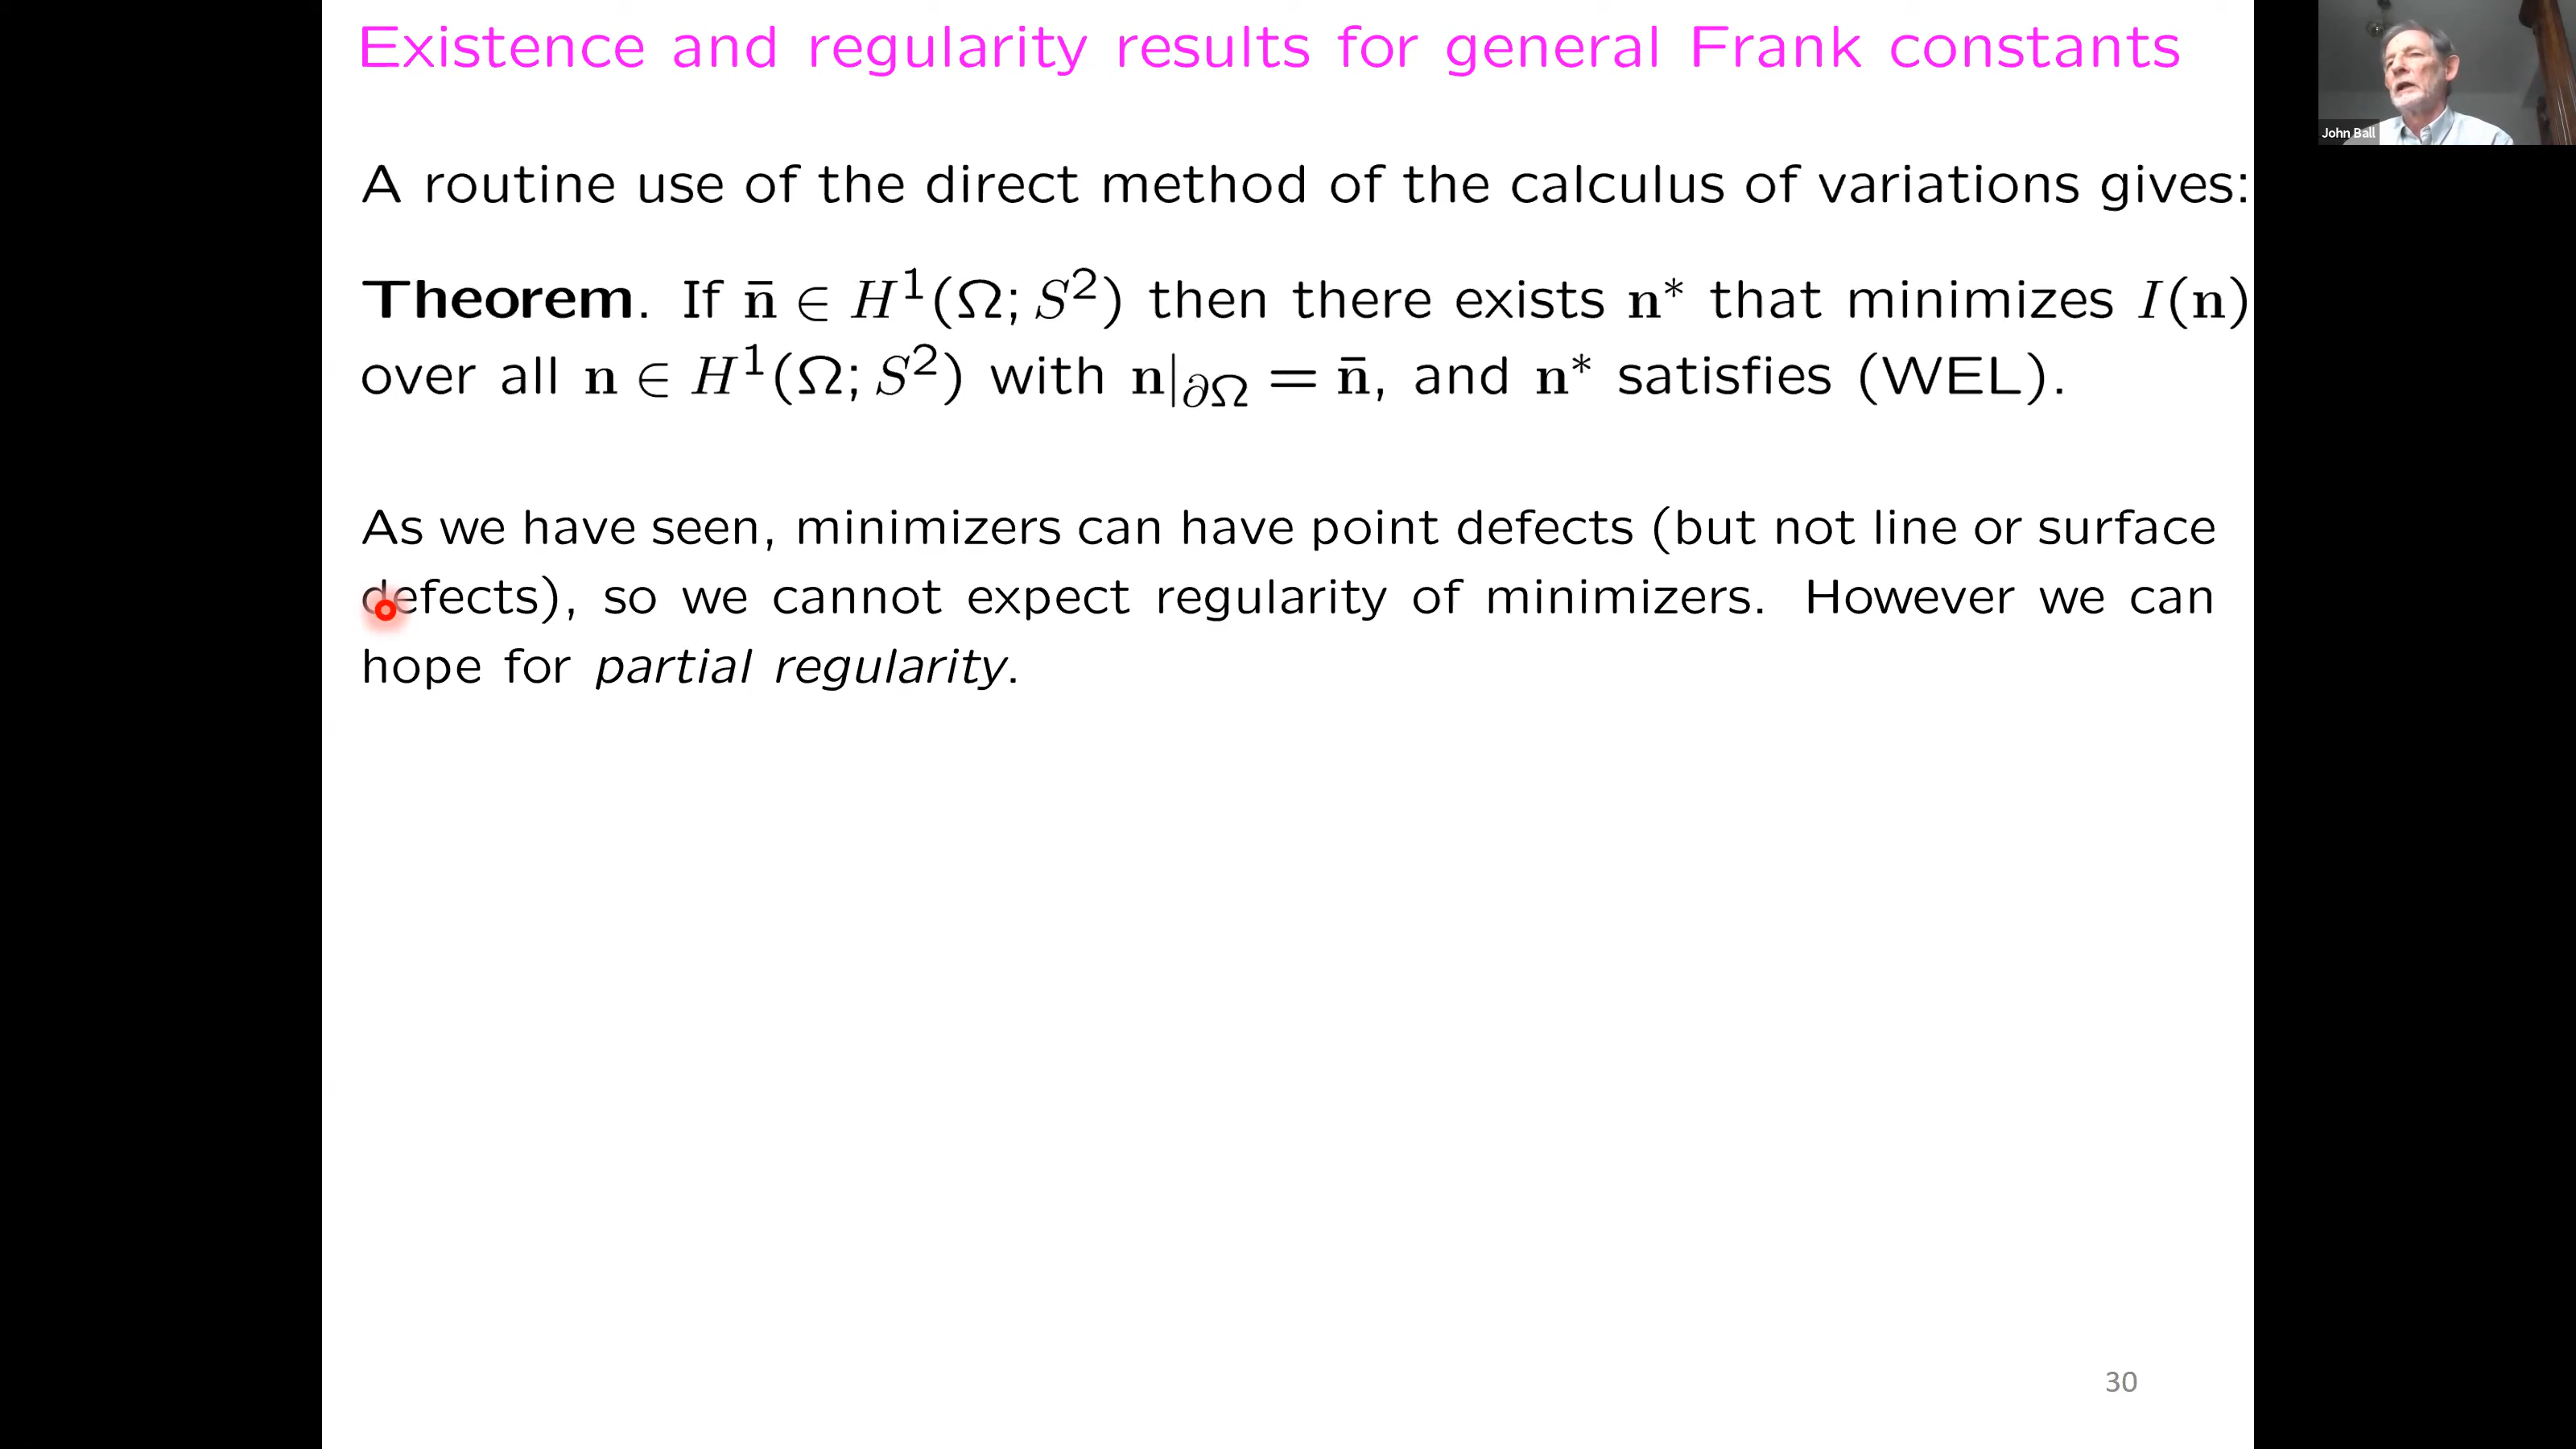 Existence and regularity results for general Frank constants
John Ball
A routine use of the direct method of the calculus of variations gives:
Theorem. If n̄ ∈ H¹(Ω; S²) then there exists n* that minimizes I(n)
over all n ∈ H¹(Ω; S²) with n|∂Ω = n̄, and n* satisfies (WEL).
As we have seen, minimizers can have point defects (but not line or surface
defects), so we cannot expect regularity of minimizers. However we can
hope for partial regularity.
30